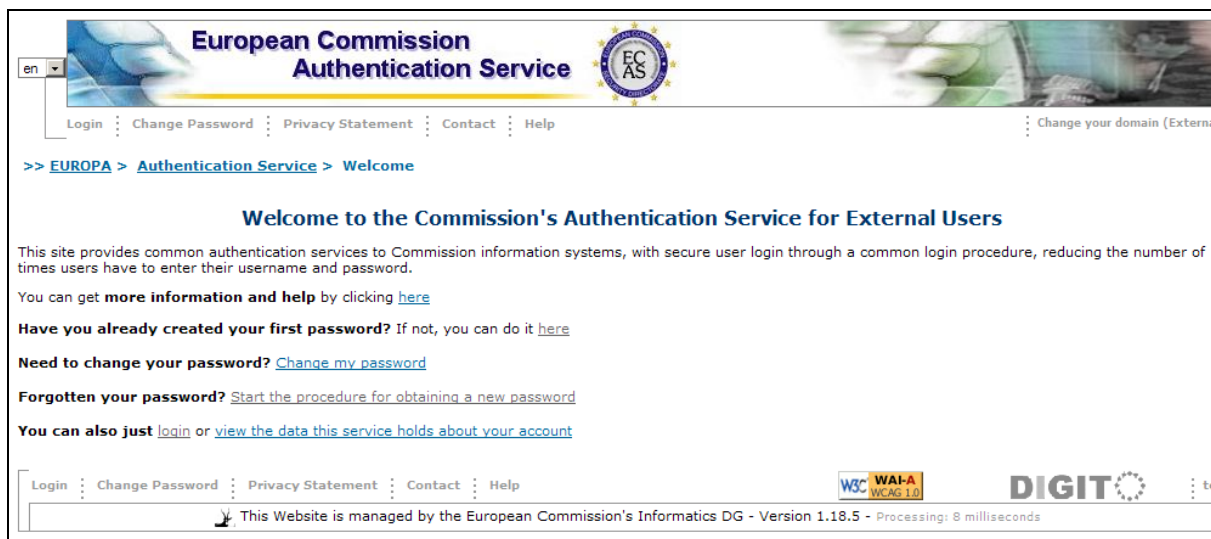 European Commission
Authentication Service
EC
AS
en
Login Change Password Privacy Statement Contact Help
Change your domain (Externa
>> EUROPA > Authentication Service > Welcome
Welcome to the Commission's Authentication Service for External Users
This site provides common authentication services to Commission information systems, with secure user login through a common login procedure, reducing the number of
times users have to enter their username and password.
You can get more information and help by clicking here
Have you already created your first password? If not, you can do it here
Need to change your password? Change my password
Forgotten your password? Start the procedure for obtaining a new password
You can also just login or view the data this service holds about your account
Login Change Password Privacy Statement Contact Help
W3C WAI-A
WCAG 1.0
DIGIT
This Website is managed by the European Commission's Informatics DG - Version 1.18.5 - Processing: 8 milliseconds